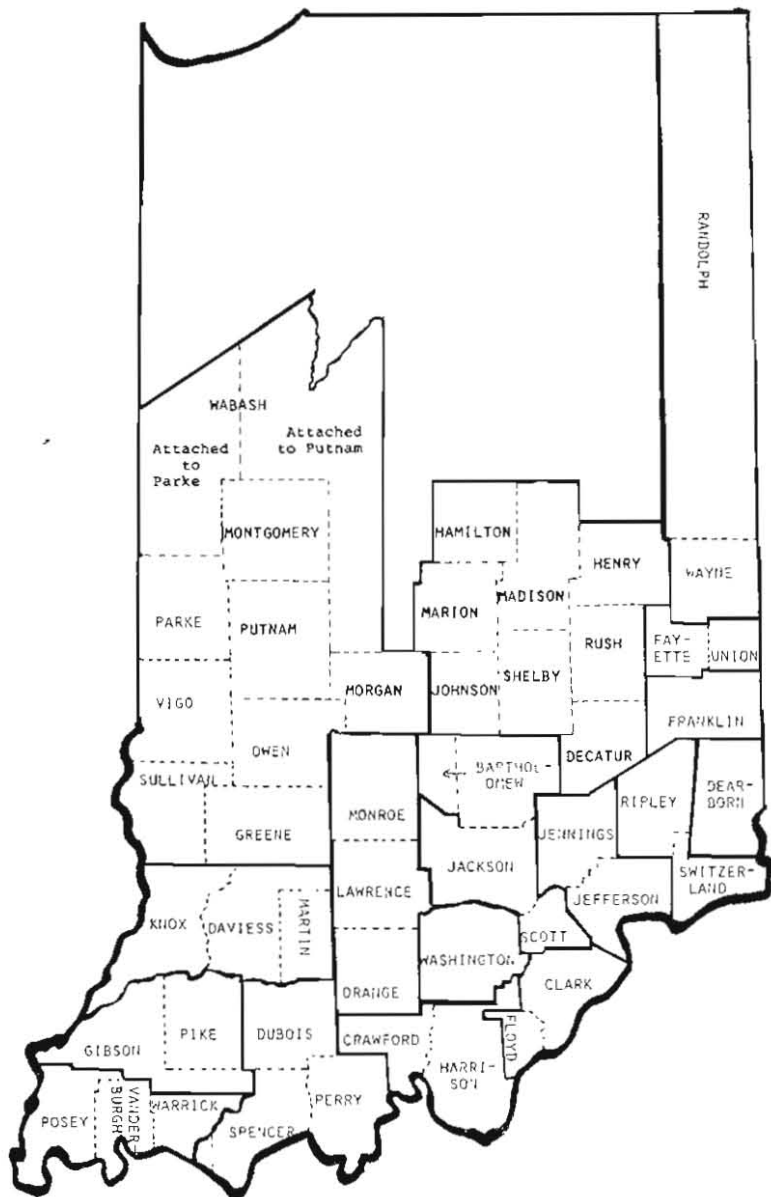 RANDOLPH
WABASH
Attached
to
Parke
Attached
to Putnam
MONTGOMERY
HAMILTON
HENRY
WAYNE
MARION
MADISON
PARKE
PUTNAM
RUSH
FAY-
ETTE
UNION
VIGO
MORGAN
JOHNSON
SHELBY
FRANKLIN
OWEN
DECATUR
SULLIVAN
BARTHOL-
OMEW
DEAR-
BORN
RIPLEY
GREENE
MONROE
JENNINGS
JACKSON
SWITZER-
LAND
LAWRENCE
JEFFERSON
KNOX
DAVIESS
MARTIN
SCOTT
WASHINGTON
CLARK
ORANGE
GIBSON
PIKE
DUBOIS
CRAWFORD
FLOYD
HARRI-
SON
PERRY
POSEY
VANDER-
BURGH
WARRICK
SPENCER